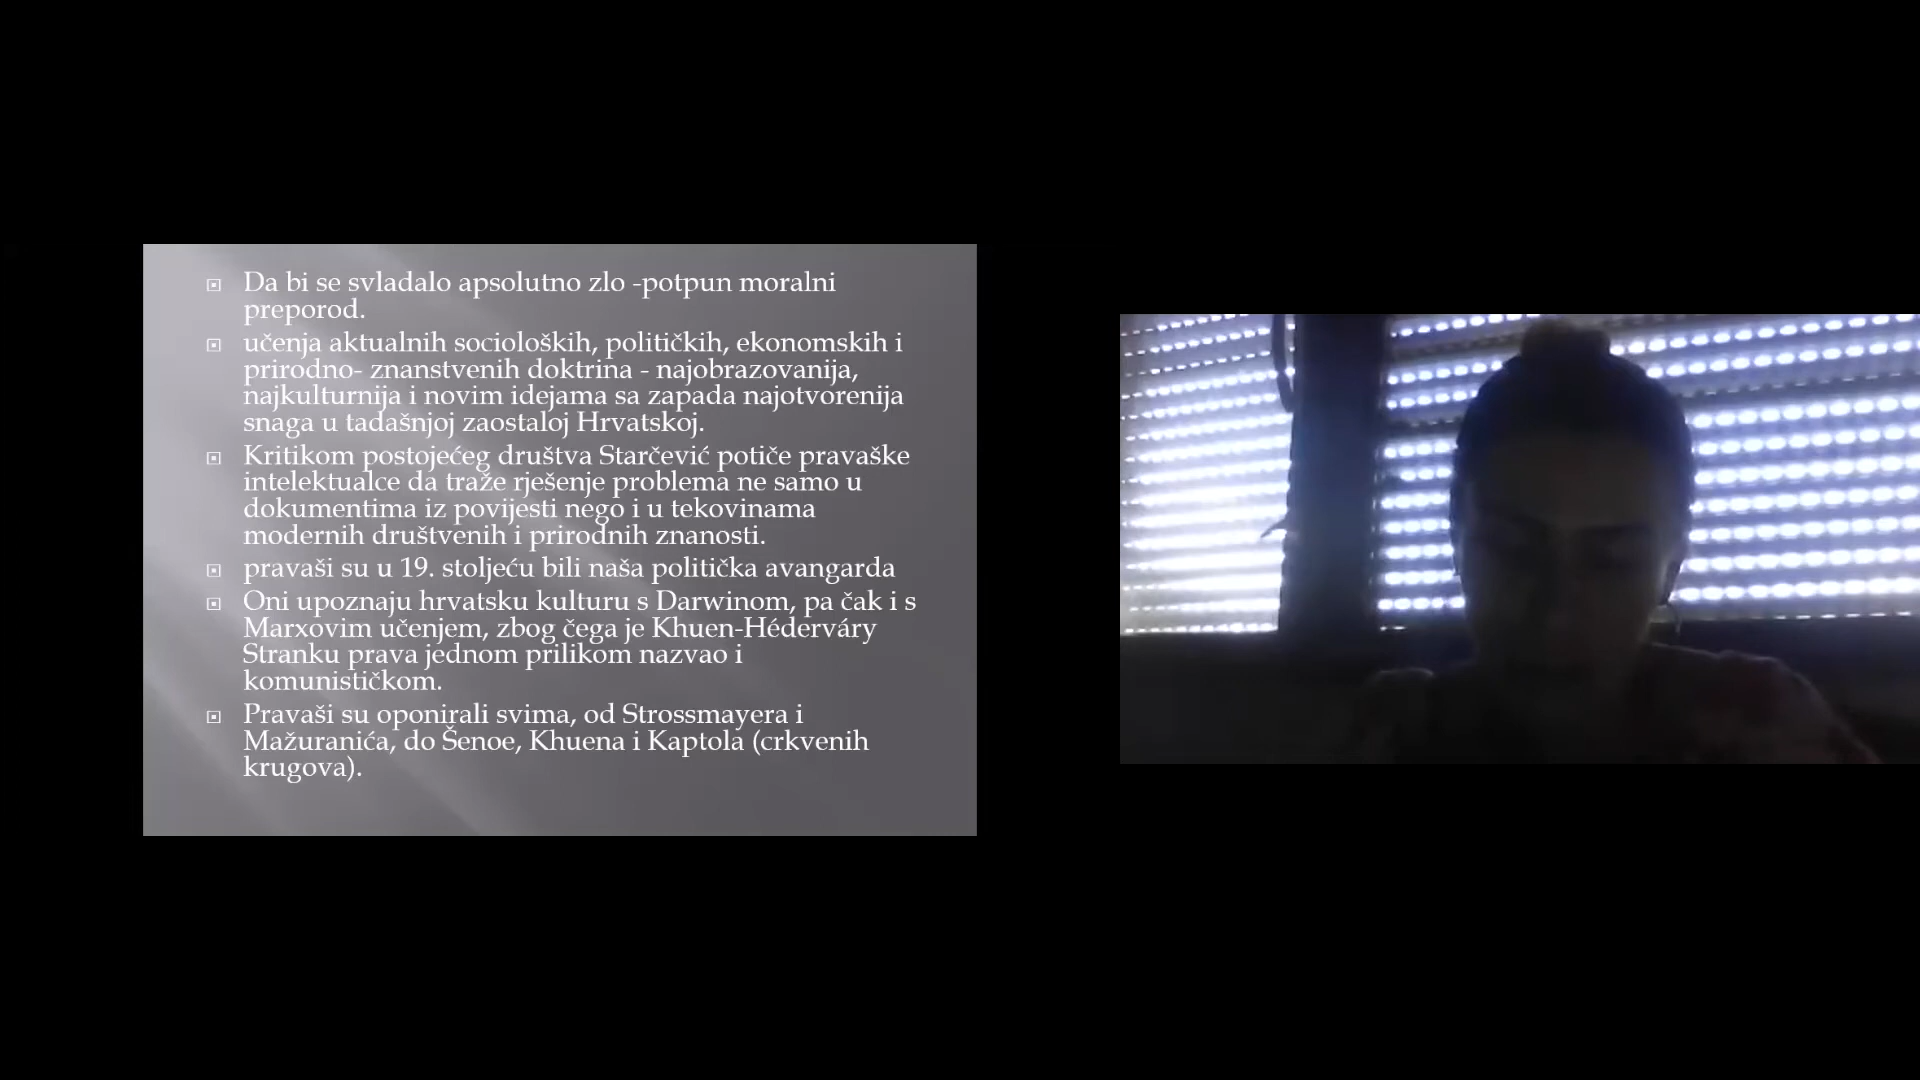 Da bi se svladalo apsolutno zlo -potpun moralni
preporod.
učenja aktualnih socioloških, političkih, ekonomskih i
prirodno- znanstvenih doktrina - najobrazovanija,
najkulturnija i novim idejama sa zapada najotvorenija
snaga u tadašnjoj zaostaloj Hrvatskoj.
Kritikom postojećeg društva Starčević potiče pravaške
intelektualce da traže rješenje problema ne samo u
dokumentima iz povijesti nego i u tekovinama
modernih društvenih i prirodnih znanosti.
pravaši su u 19. stoljeću bili naša politička avangarda
Oni upoznaju hrvatsku kulturu s Darwinom, pa čak i s
Marxovim učenjem, zbog čega je Khuen-Héderváry
Stranku prava jednom prilikom nazvao i
komunističkom.
Pravaši su oponirali svima, od Strossmayera i
Mažuranića, do Šenoe, Khuena i Kaptola (crkvenih
krugova).